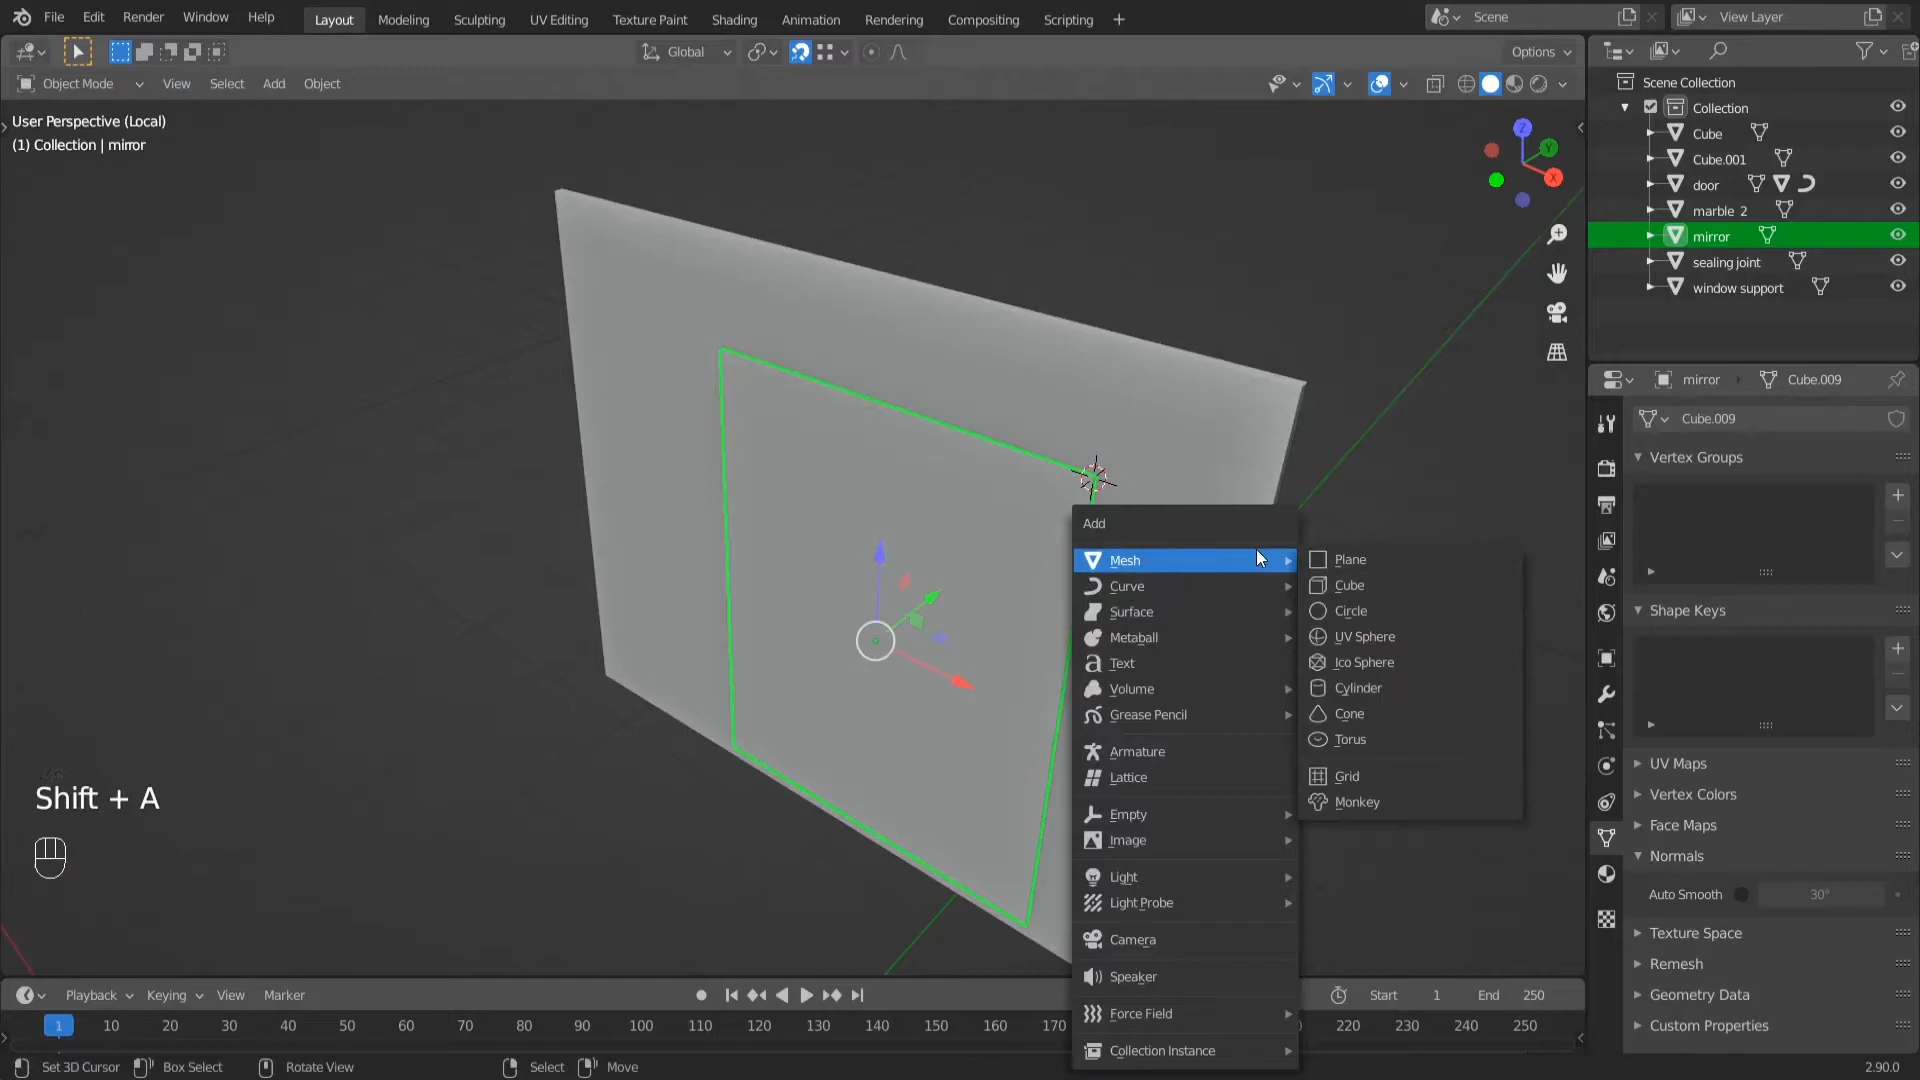 File Edit Render Window Help Layout Modeling Sculpting UV Editing Texture Paint Shading Animation Rendering Compositing Scripting + Scene View Layer
Global Options
Object Mode View Select Add Object
User Perspective (Local)
(1) Collection | mirror
Z
Y
X
Scene Collection
Collection
Cube
Cube.001
door
marble 2
mirror
sealing joint
window support
mirror Cube.009
Cube.009
Vertex Groups
Shape Keys
UV Maps
Vertex Colors
Face Maps
Normals
Auto Smooth 30°
Texture Space
Remesh
Geometry Data
Custom Properties
Add
Mesh
Curve
Surface
Metaball
Text
Volume
Grease Pencil
Armature
Lattice
Empty
Image
Light
Light Probe
Camera
Speaker
Force Field
Collection Instance
Plane
Cube
Circle
UV Sphere
Ico Sphere
Cylinder
Cone
Torus
Grid
Monkey
Shift + A
Playback Keying View Marker Start 1 End 250
1 10 20 30 40 50 60 70 80 90 100 110 120 130 140 150 160 170 220 230 240 250
Set 3D Cursor Box Select Rotate View Select Move 2.90.0